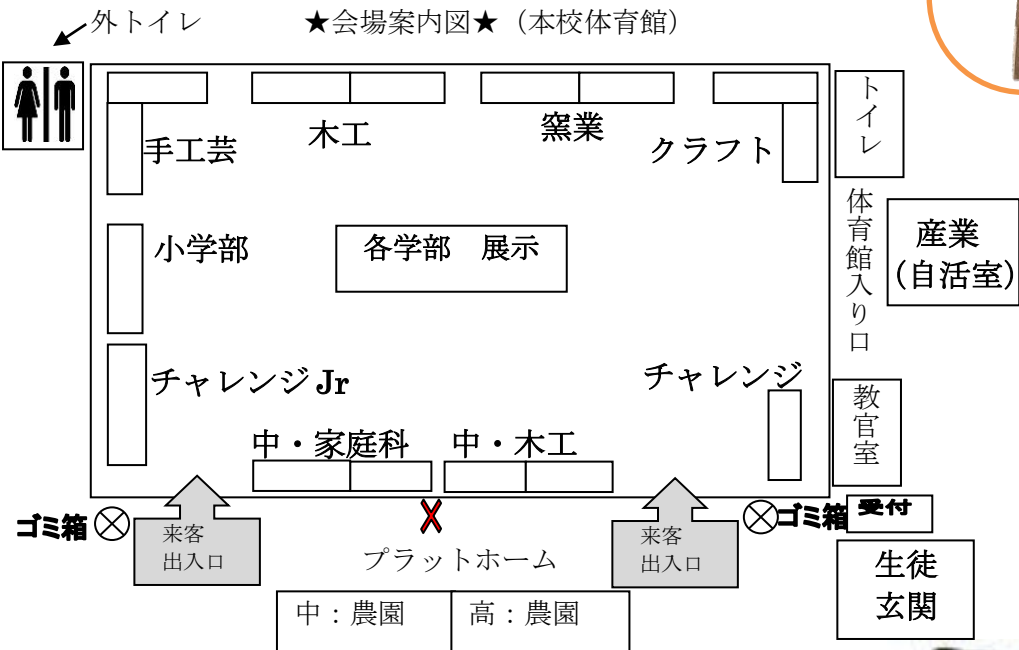 外トイレ
★会場案内図★（本校体育館）
手工芸
木工
窯業
クラフト
トイレ
小学部
各学部　展示
体育館入り口
産業
(自活室)
チャレンジ Jr
チャレンジ
中・家庭科
中・木工
教官室
ゴミ箱
来客
出入口
来客
出入口
ゴミ箱
受付
プラットホーム
生徒
玄関
中：農園
高：農園